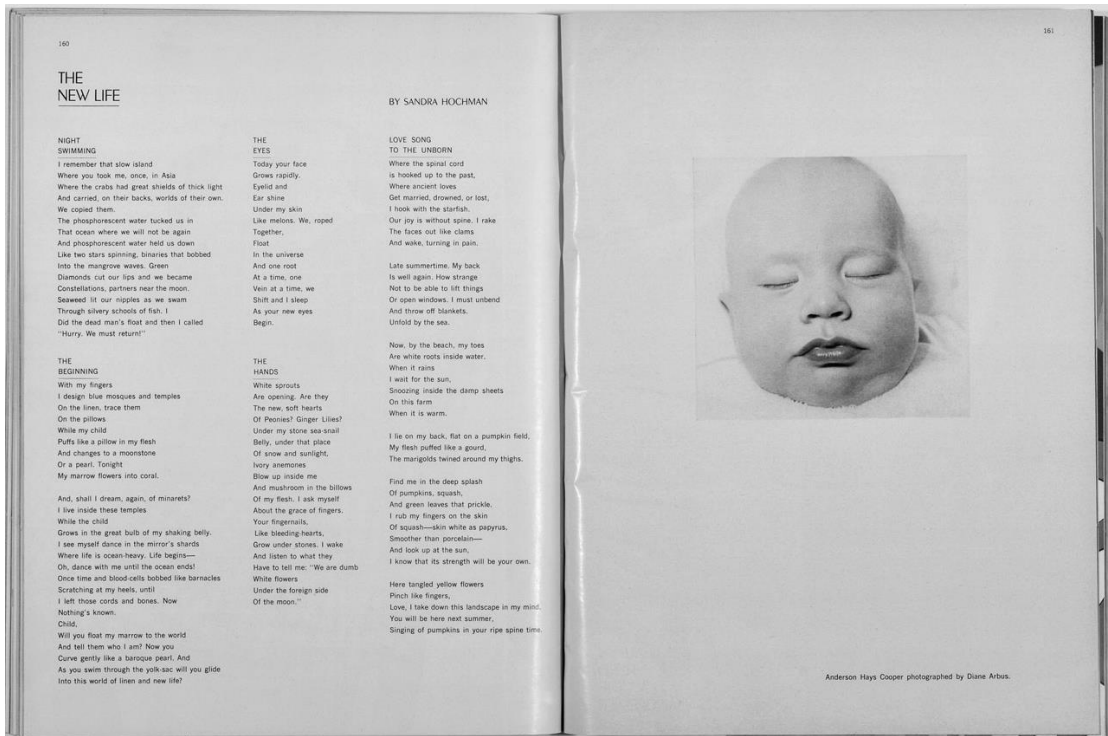 160
THE
NEW LIFE
BY SANDRA HOCHMAN
NIGHT
SWIMMING
I remember that slow island
Where you took me, once, in Asia
Where the crabs had great shields of thick light
And carried, on their backs, worlds of their own.
We copied them.
The phosphorescent water tucked us in
That ocean where we will not be again
And phosphorescent water held us down
Like two stars spinning, binaries that bobbed
Into the mangrove waves. Green
Diamonds cut our lips and we became
Constellations, partners near the moon.
Seaweed lit our nipples as we swam
Through silvery schools of fish. I
Did the dead man's float and then I called
"Hurry. We must return!"
THE
BEGINNING
With my fingers
I design blue mosques and temples
On the linen, trace them
On the pillows
While my child
Puffs like a pillow in my flesh
And changes to a moonstone
Or a pearl. Tonight
My marrow flowers into coral.
And, shall I dream, again, of minarets?
I live inside these temples
While the child
Grows in the great bulb of my shaking belly.
I see myself dance in the mirror's shards
Where life is ocean-heavy. Life begins—
Oh, dance with me until the ocean ends!
Once time and blood-cells bobbed like barnacles
Scratching at my heels, until
I left those cords and bones. Now
Nothing's known.
Child,
Will you float my marrow to the world
And tell them who I am? Now you
Curve gently like a baroque pearl. And
As you swim through the yolk-sac will you glide
Into this world of linen and new life?
THE
EYES
Today your face
Grows rapidly.
Eyelid and
Ear shine
Under my skin
Like melons. We, roped
Together,
Float
In the universe
And one root
At a time, one
Vein at a time, we
Shift and I sleep
As your new eyes
Begin.
THE
HANDS
White sprouts
Are opening. Are they
The new, soft hearts
Of Peonies? Ginger Lilies?
Under my stone sea-snail
Belly, under that place
Of snow and sunlight,
Ivory anemones
Blow up inside me
And mushroom in the billows
Of my flesh. I ask myself
About the grace of fingers.
Your fingernails,
Like bleeding-hearts,
Grow under stones. I wake
And listen to what they
Have to tell me: "We are dumb
White flowers
Under the foreign side
Of the moon."
LOVE SONG
TO THE UNBORN
Where the spinal cord
is hooked up to the past,
Where ancient loves
Get married, drowned, or lost,
I hook with the starfish.
Our joy is without spine. I rake
The faces out like clams
And wake, turning in pain.
Late summertime. My back
Is well again. How strange
Not to be able to lift things
Or open windows. I must unbend
And throw off blankets.
Unfold by the sea.
Now, by the beach, my toes
Are white roots inside water.
When it rains
I wait for the sun,
Snoozing inside the damp sheets
On this farm
When it is warm.
I lie on my back, flat on a pumpkin field,
My flesh puffed like a gourd,
The marigolds twined around my thighs.
Find me in the deep splash
Of pumpkins, squash,
And green leaves that prickle.
I rub my fingers on the skin
Of squash—skin white as papyrus,
Smoother than porcelain—
And look up at the sun,
I know that its strength will be your own.
Here tangled yellow flowers
Pinch like fingers,
Love, I take down this landscape in my mind.
You will be here next summer,
Singing of pumpkins in your ripe spine time.
161
Anderson Hays Cooper photographed by Diane Arbus.